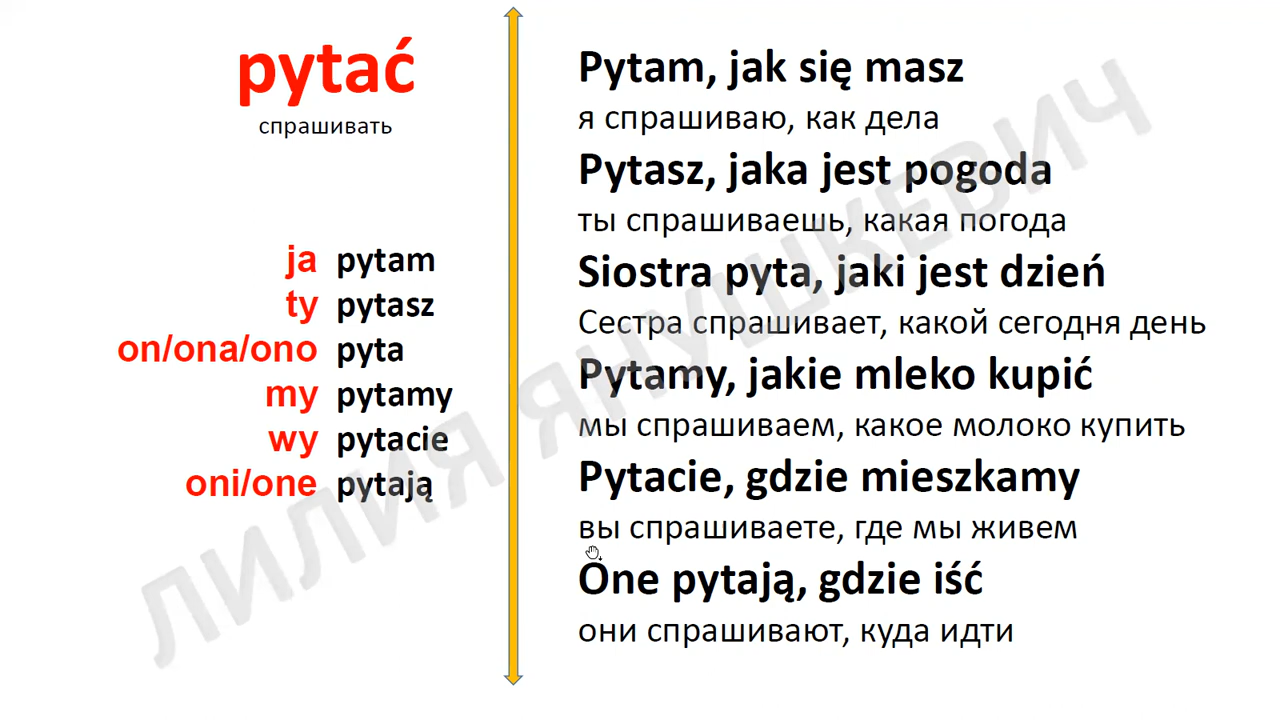 pytać
спрашивать
ja pytam
ty pytasz
on/ona/ono pyta
my pytamy
wy pytacie
oni/one pytają
Pytam, jak się masz
я спрашиваю, как дела
Pytasz, jaka jest pogoda
ты спрашиваешь, какая погода
Siostra pyta, jaki jest dzień
Сестра спрашивает, какой сегодня день
Pytamy, jakie mleko kupić
мы спрашиваем, какое молоко купить
Pytacie, gdzie mieszkamy
вы спрашиваете, где мы живем
One pytają, gdzie iść
они спрашивают, куда идти
ЛИЛИЯ ЯНУШКЕВИЧ